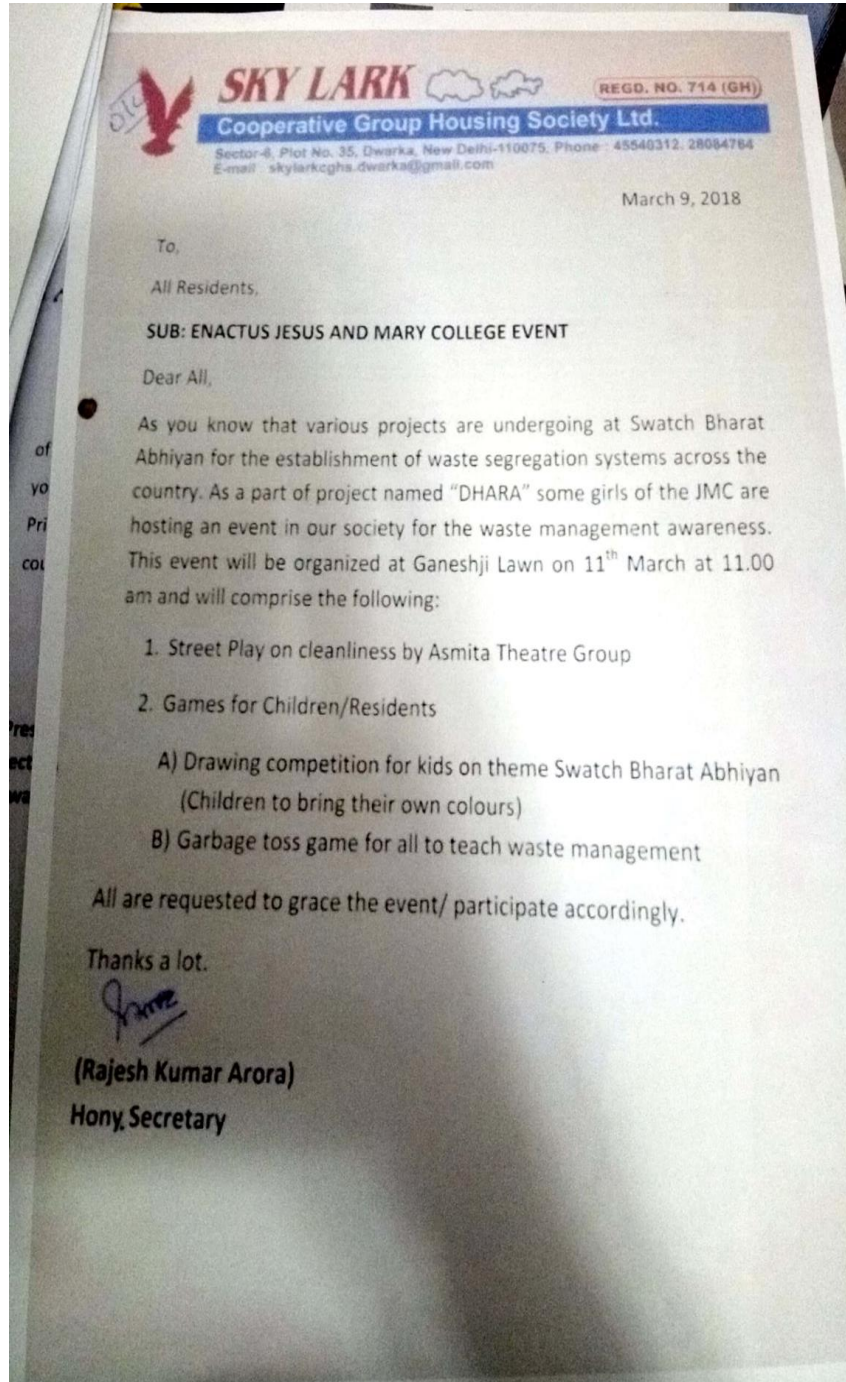 SKY LARK
REGD. NO. 714 (GH)
Cooperative Group Housing Society Ltd.
Sector-6, Plot No. 35, Dwarka, New Delhi-110075, Phone : 45540312, 28084764
E-mail : skylarkcghs.dwarka@gmail.com
March 9, 2018
To,
All Residents,
SUB: ENACTUS JESUS AND MARY COLLEGE EVENT
Dear All,
As you know that various projects are undergoing at Swatch Bharat
Abhiyan for the establishment of waste segregation systems across the
country. As a part of project named “DHARA” some girls of the JMC are
hosting an event in our society for the waste management awareness.
This event will be organized at Ganeshji Lawn on 11th March at 11.00
am and will comprise the following:
1. Street Play on cleanliness by Asmita Theatre Group
2. Games for Children/Residents
A) Drawing competition for kids on theme Swatch Bharat Abhiyan
(Children to bring their own colours)
B) Garbage toss game for all to teach waste management
All are requested to grace the event/ participate accordingly.
Thanks a lot.
(Rajesh Kumar Arora)
Hony. Secretary
of
yo
Pri
cou